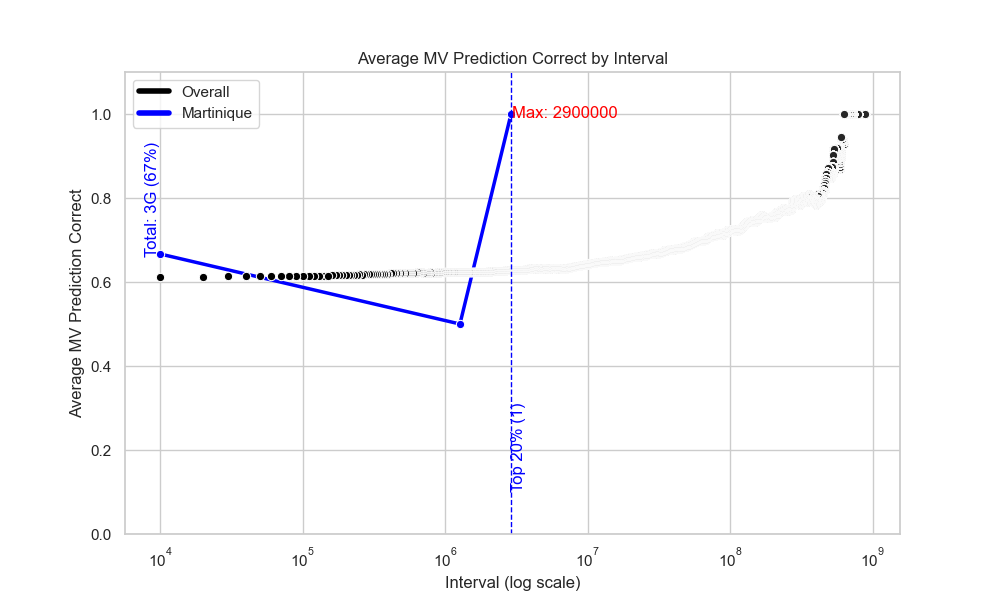 Average MV Prediction Correct by Interval
Overall
Martinique
Max: 2900000
Total: 3G (67%)
Top 20% (1)
Average MV Prediction Correct
1.0
0.8
0.6
0.4
0.2
0.0
10^4
10^5
10^6
10^7
10^8
10^9
Interval (log scale)